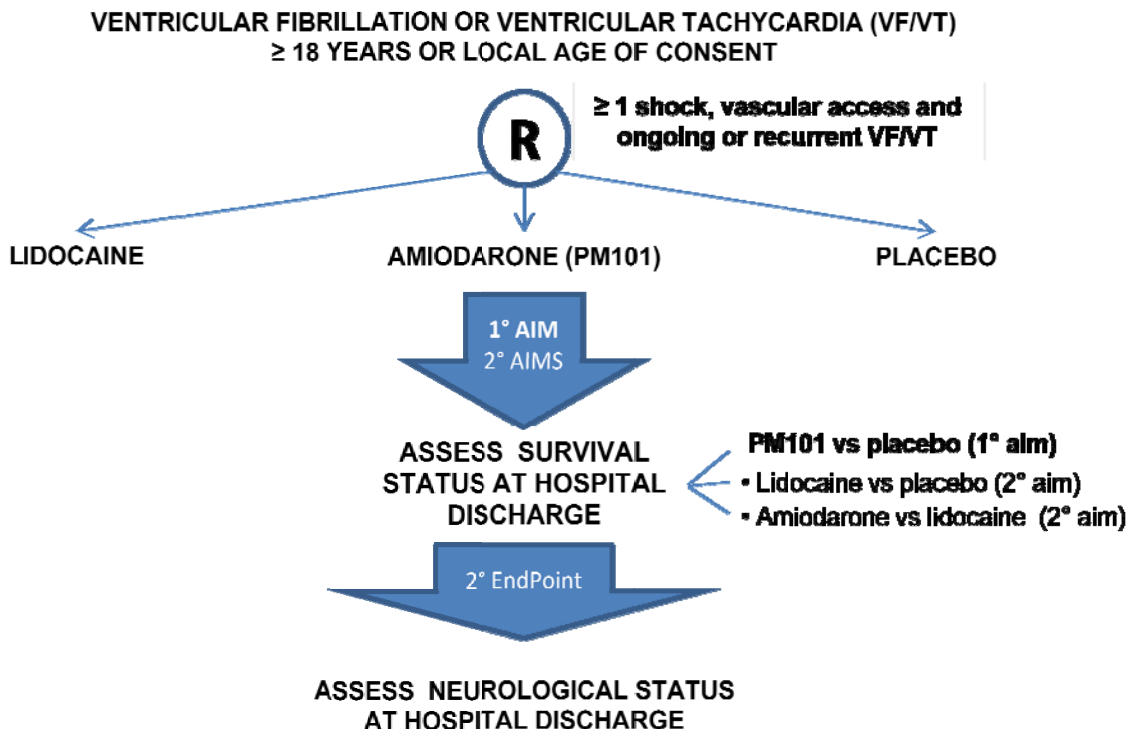 VENTRICULAR FIBRILLATION OR VENTRICULAR TACHYCARDIA (VF/VT)
≥ 18 YEARS OR LOCAL AGE OF CONSENT
R
≥ 1 shock, vascular access and
ongoing or recurrent VF/VT
LIDOCAINE
AMIODARONE (PM101)
PLACEBO
1° AIM
2° AIMS
ASSESS SURVIVAL
STATUS AT HOSPITAL
DISCHARGE
PM101 vs placebo (1° aim)
▪ Lidocaine vs placebo (2° aim)
▪ Amiodarone vs lidocaine (2° aim)
2° EndPoint
ASSESS NEUROLOGICAL STATUS
AT HOSPITAL DISCHARGE